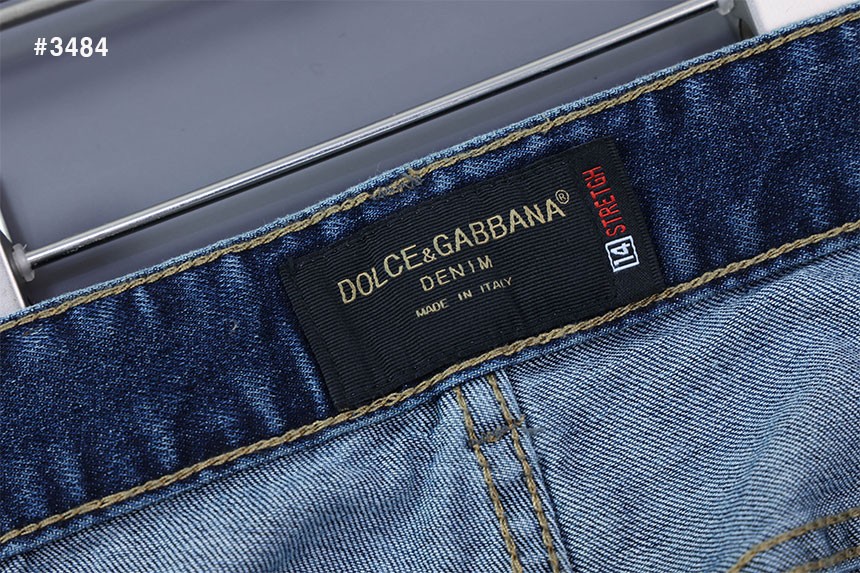 #3484
DOLCE&GABBANA®
DENIM
MADE IN ITALY
14 STRETCH